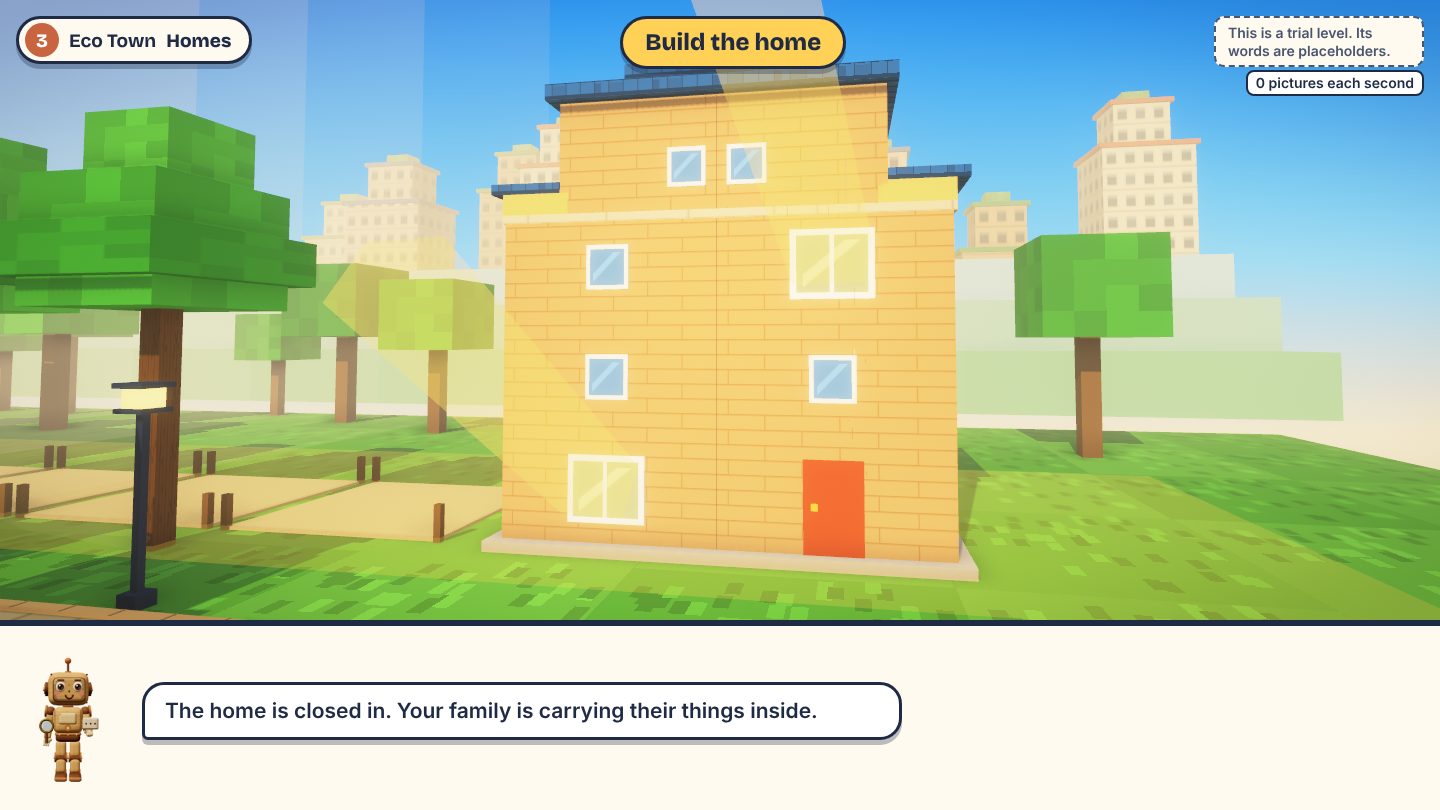 3 Eco Town Homes
Build the home
This is a trial level. Its
words are placeholders.
0 pictures each second
The home is closed in. Your family is carrying their things inside.